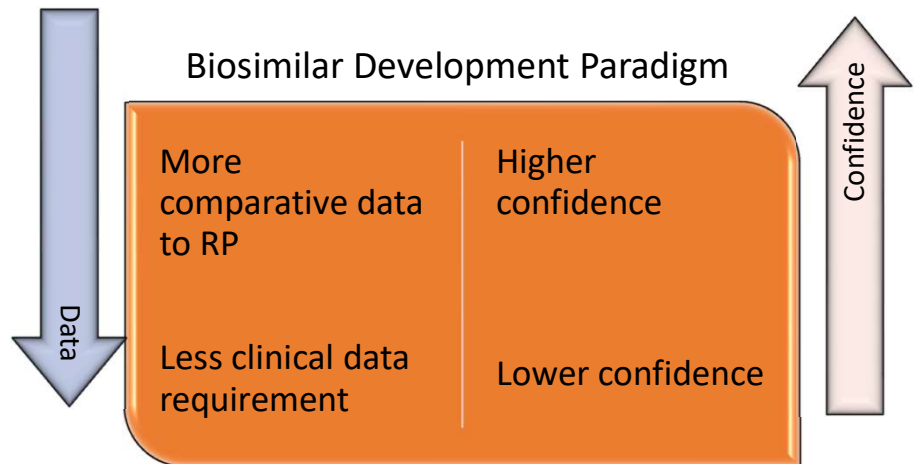 Biosimilar Development Paradigm
More
comparative data
to RP
Higher
confidence
Less clinical data
requirement
Lower confidence
Data
Confidence